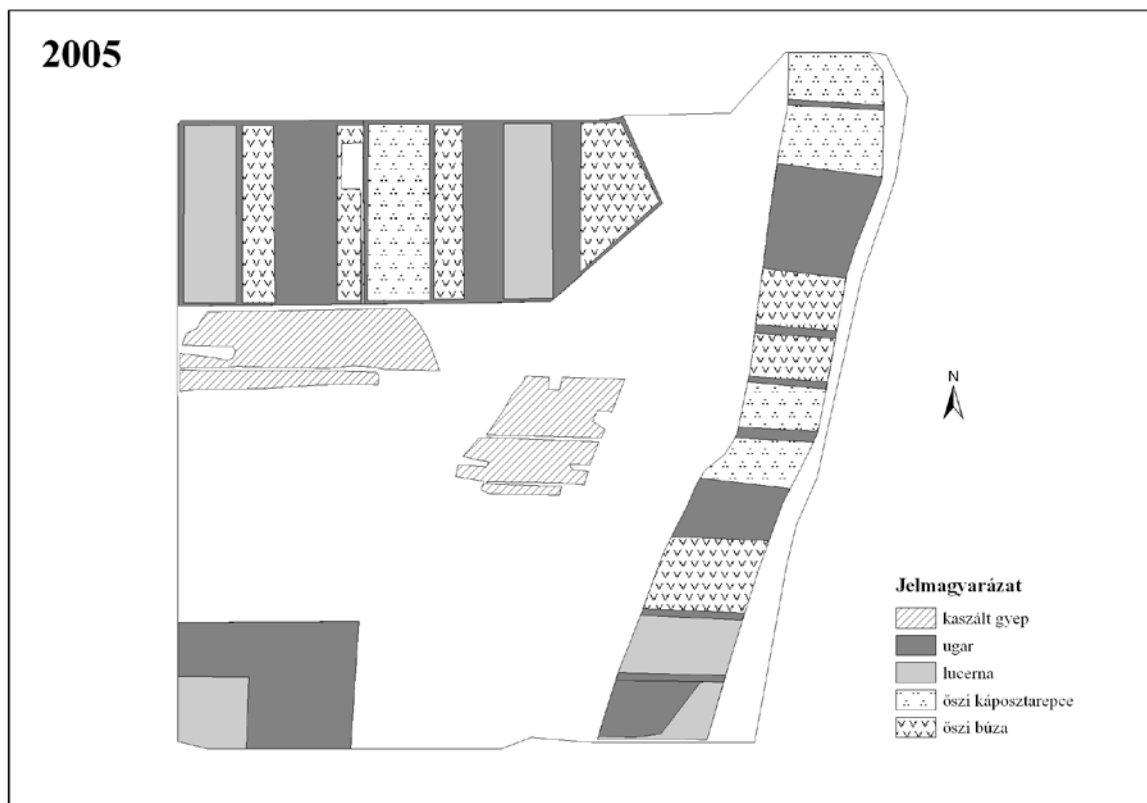 2005
N
Jelmagyarázat
kaszált gyep
ugar
lucerna
őszi káposztarepce
őszi búza